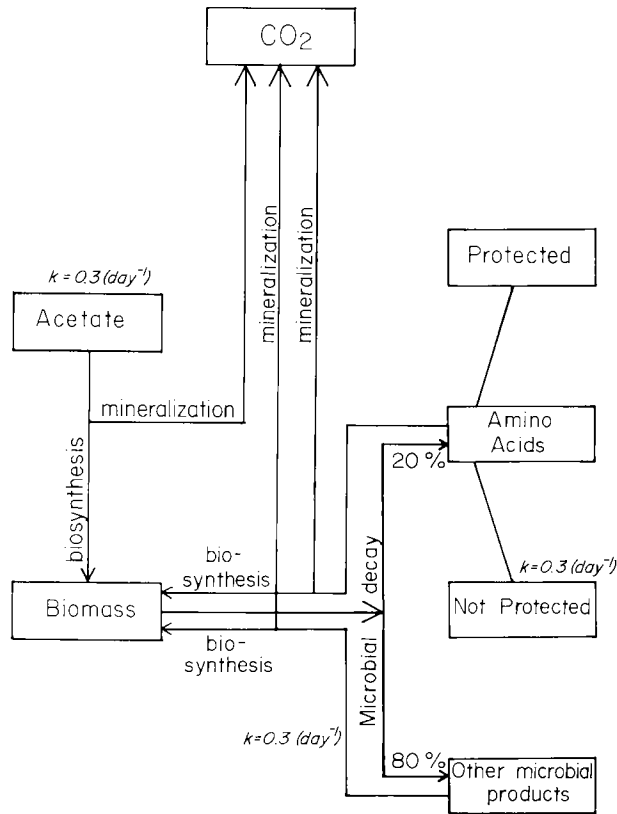 CO₂
mineralization
mineralization
k = 0.3 (day⁻¹)
Acetate
mineralization
biosynthesis
Protected
Amino
Acids
20 %
decay
bio-
synthesis
k=0.3 (day⁻¹)
Biomass
Not Protected
bio-
synthesis
Microbial
k=0.3 (day⁻¹)
80 %
Other microbial
products